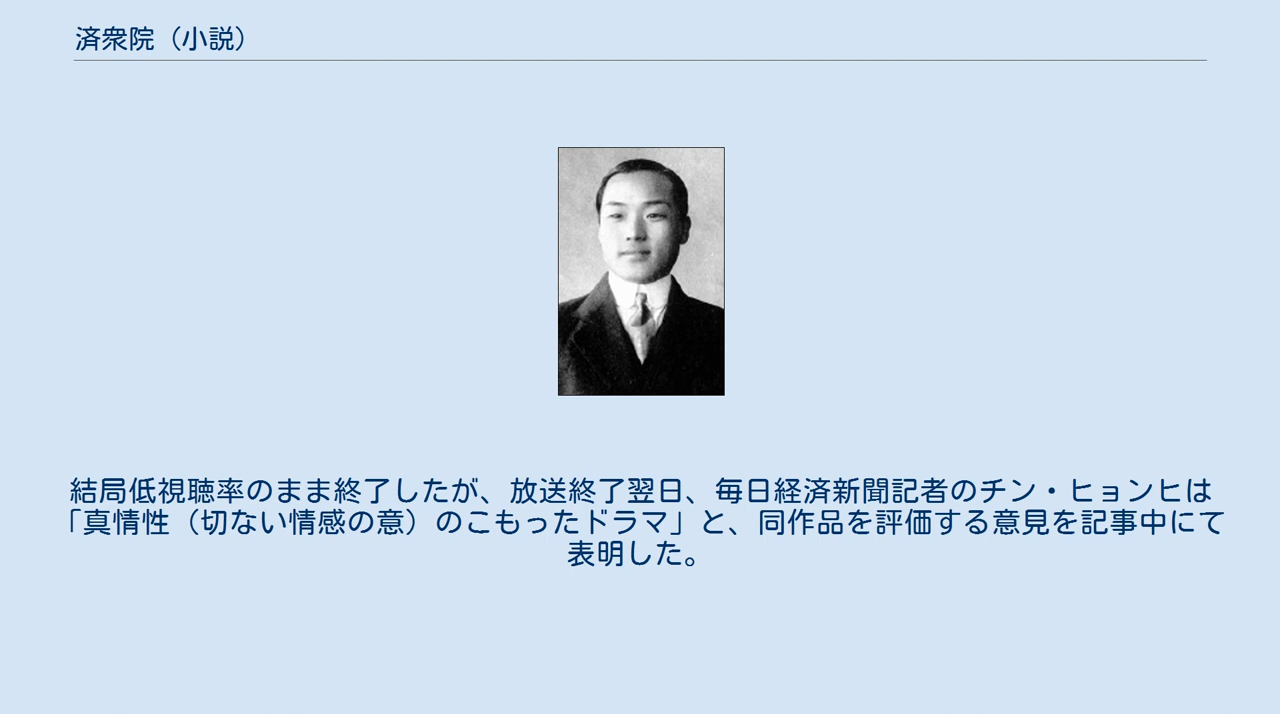 済衆院（小説）
結局低視聴率のまま終了したが、放送終了翌日、毎日経済新聞記者のチン・ヒョンヒは
「真情性（切ない情感の意）のこもったドラマ」と、同作品を評価する意見を記事中にて
表明した。